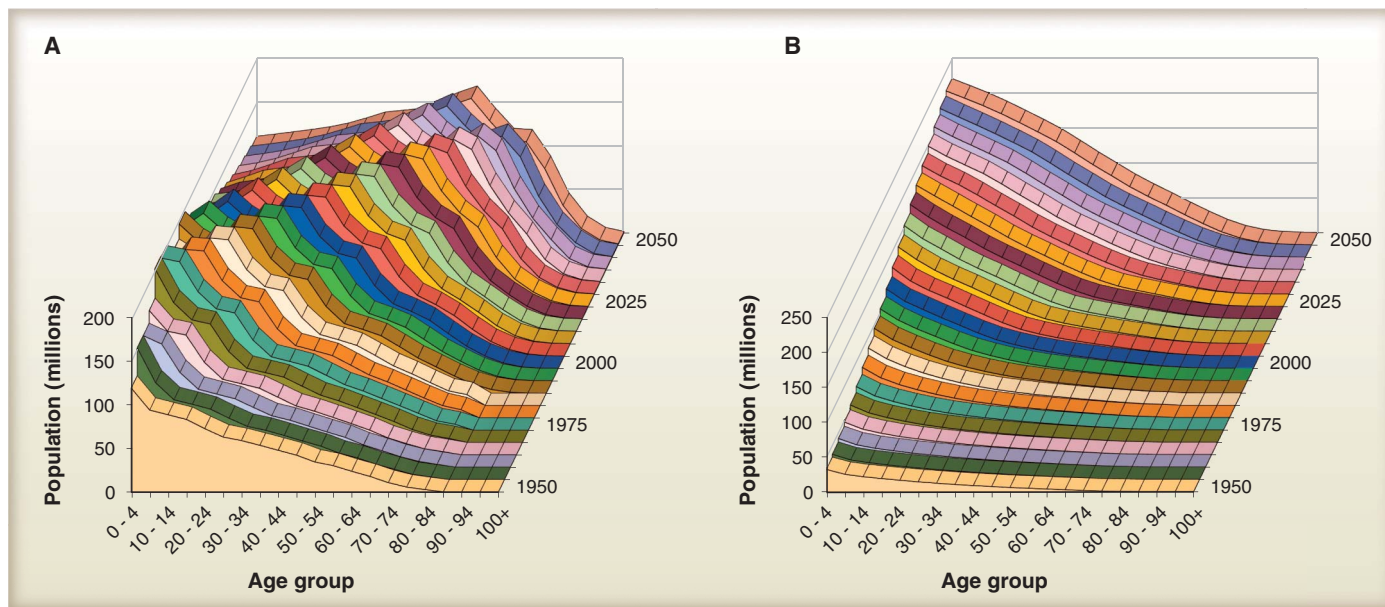 A
Population (millions)
200
150
100
50
0
0 - 4
10 - 14
20 - 24
30 - 34
40 - 44
50 - 54
60 - 64
70 - 74
80 - 84
90 - 94
100+
Age group
1950
1975
2000
2025
2050
B
Population (millions)
250
200
150
100
50
0
0 - 4
10 - 14
20 - 24
30 - 34
40 - 44
50 - 54
60 - 64
70 - 74
80 - 84
90 - 94
100+
Age group
1950
1975
2000
2025
2050